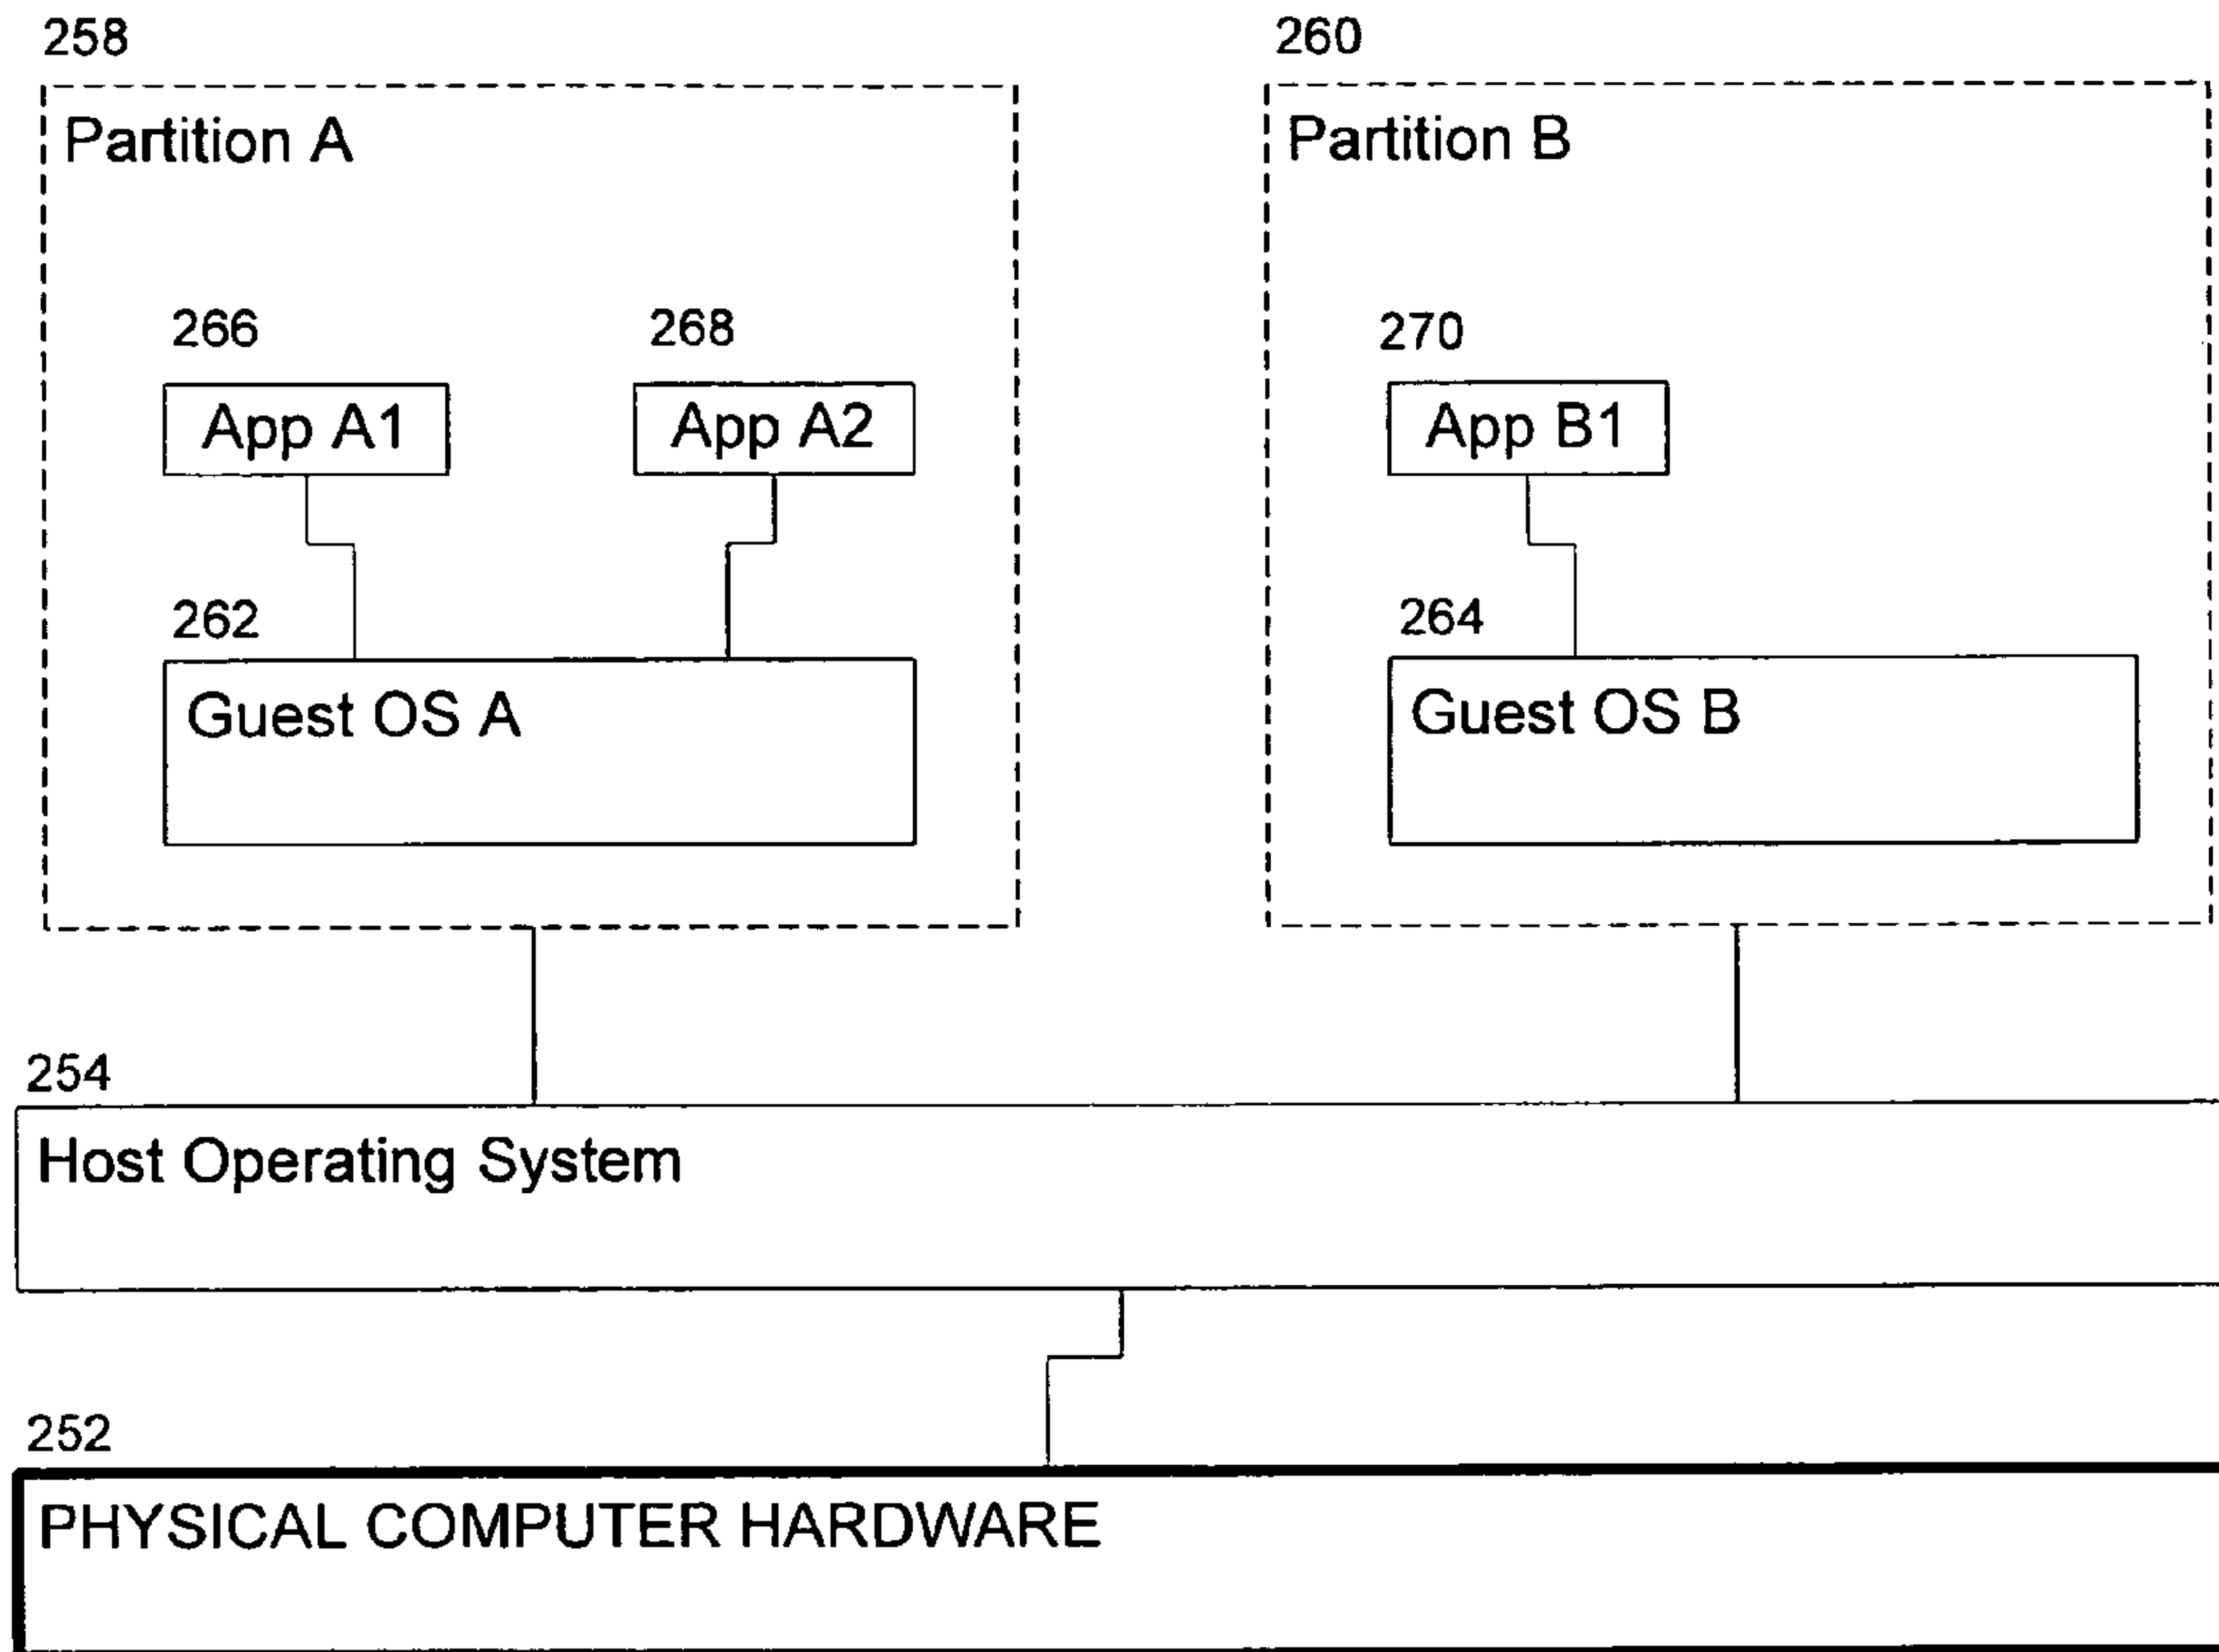 258
260
Partition A
Partition B
266
268
270
App A1
App A2
App B1
262
264
Guest OS A
Guest OS B
254
Host Operating System
252
PHYSICAL COMPUTER HARDWARE